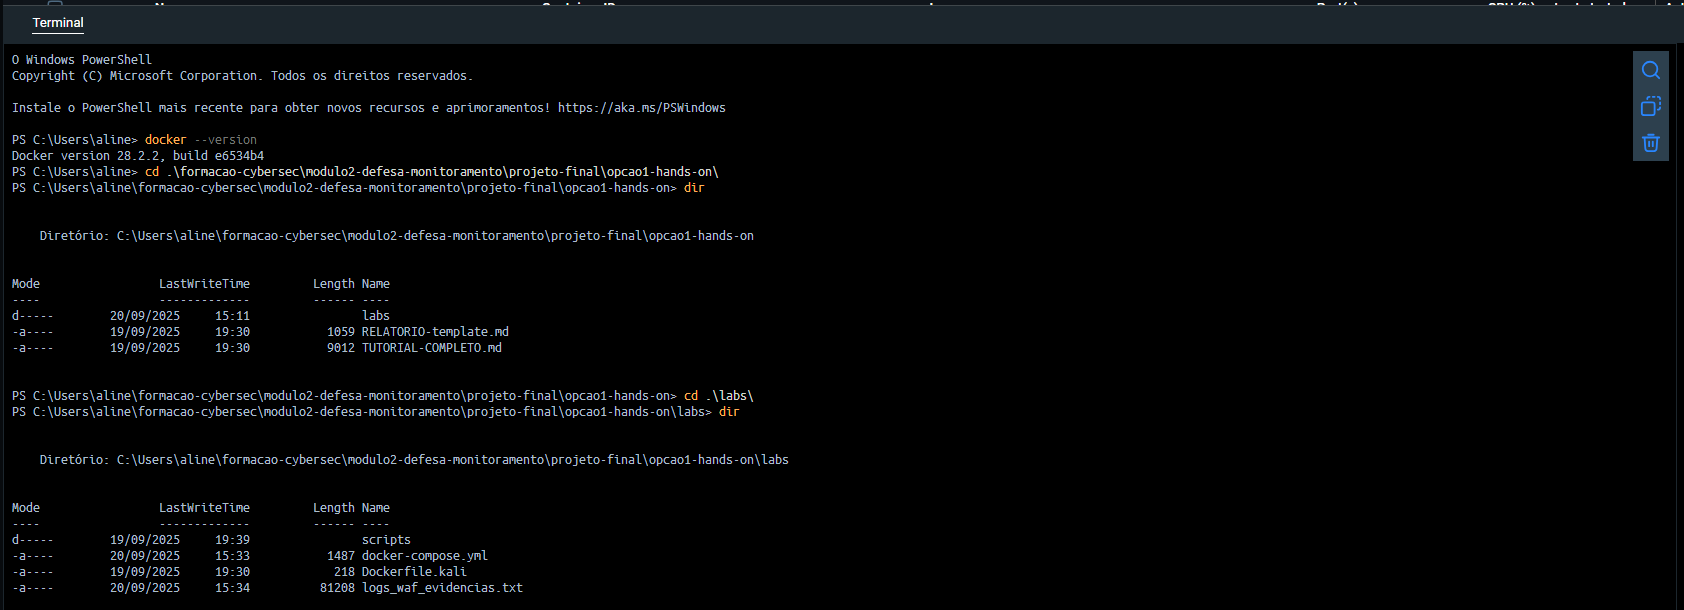 Terminal
O Windows PowerShell
Copyright (C) Microsoft Corporation. Todos os direitos reservados.
Instale o PowerShell mais recente para obter novos recursos e aprimoramentos! https://aka.ms/PSWindows
PS C:\Users\aline> docker --version
Docker version 28.2.2, build e6534b4
PS C:\Users\aline> cd .\formacao-cybersec\modulo2-defesa-monitoramento\projeto-final\opcao1-hands-on\
PS C:\Users\aline\formacao-cybersec\modulo2-defesa-monitoramento\projeto-final\opcao1-hands-on> dir
Diretório: C:\Users\aline\formacao-cybersec\modulo2-defesa-monitoramento\projeto-final\opcao1-hands-on
Mode                 LastWriteTime         Length Name
----                 -------------         ------ ----
d-----        20/09/2025     15:11                labs
-a----        19/09/2025     19:30           1059 RELATORIO-template.md
-a----        19/09/2025     19:30           9012 TUTORIAL-COMPLETO.md
PS C:\Users\aline\formacao-cybersec\modulo2-defesa-monitoramento\projeto-final\opcao1-hands-on> cd .\labs\
PS C:\Users\aline\formacao-cybersec\modulo2-defesa-monitoramento\projeto-final\opcao1-hands-on\labs> dir
Diretório: C:\Users\aline\formacao-cybersec\modulo2-defesa-monitoramento\projeto-final\opcao1-hands-on\labs
Mode                 LastWriteTime         Length Name
----                 -------------         ------ ----
d-----        19/09/2025     19:39                scripts
-a----        20/09/2025     15:33           1487 docker-compose.yml
-a----        19/09/2025     19:30            218 Dockerfile.kali
-a----        20/09/2025     15:34          81208 logs_waf_evidencias.txt